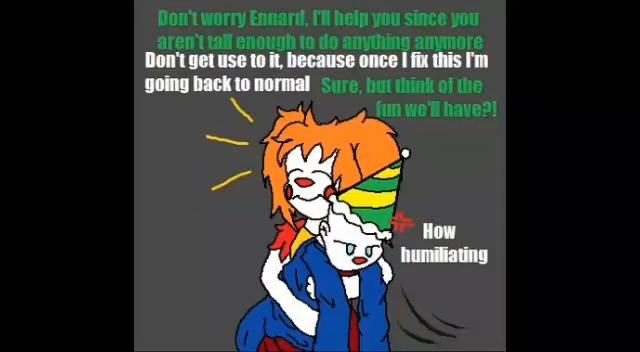 Don't worry Ennard, I'll help you since you
aren't tall enough to do anything anymore
Don't get use to it, because once I fix this I'm
going back to normal
Sure, but think of the
fun we'll have?!
How
humiliating